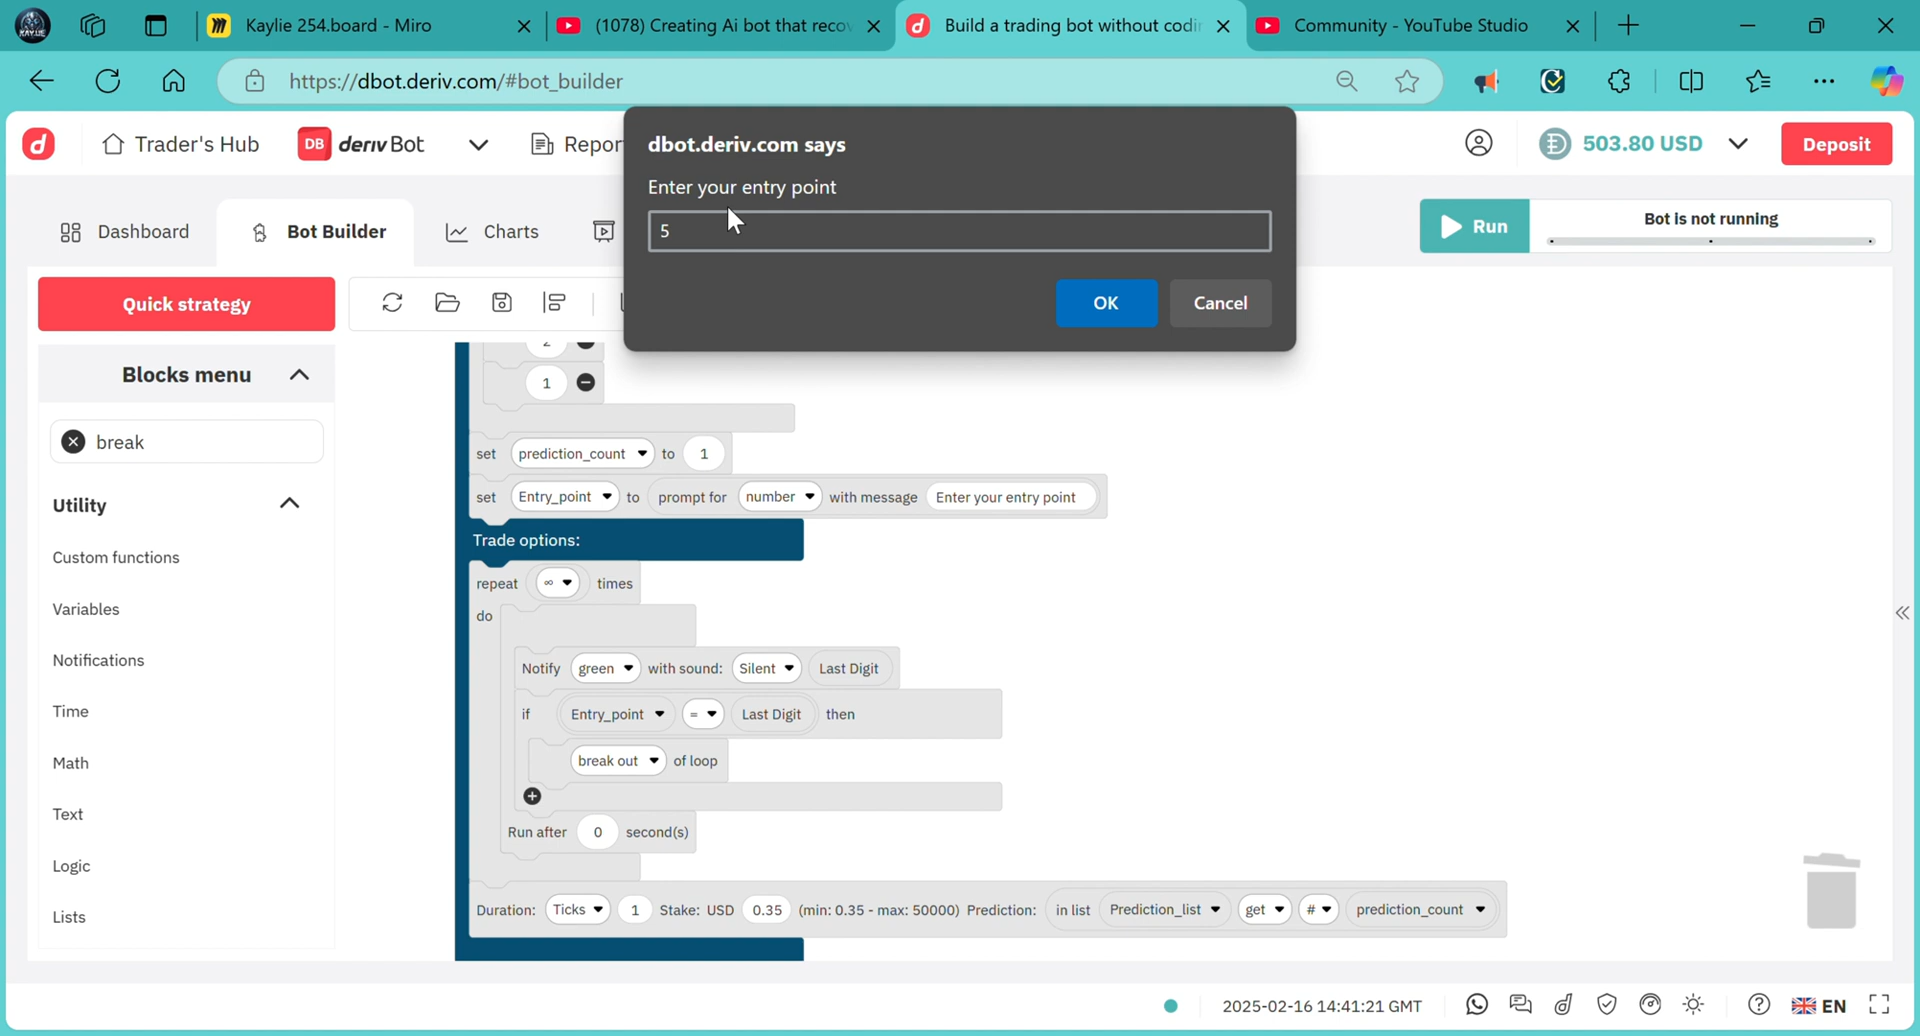 Kaylie 254.board - Miro
(1078) Creating Ai bot that recov
Build a trading bot without codin
Community - YouTube Studio
https://dbot.deriv.com/#bot_builder
Trader's Hub
DB deriv Bot
Repor
dbot.deriv.com says
Enter your entry point
5
OK
Cancel
503.80 USD
Deposit
Dashboard
Bot Builder
Charts
Run
Bot is not running
Quick strategy
Blocks menu
break
Utility
Custom functions
Variables
Notifications
Time
Math
Text
Logic
Lists
2
1
set prediction_count to 1
set Entry_point to prompt for number with message Enter your entry point
Trade options:
repeat ∞ times
do
Notify green with sound: Silent Last Digit
if Entry_point = Last Digit then
break out of loop
Run after 0 second(s)
Duration: Ticks 1 Stake: USD 0.35 (min: 0.35 - max: 50000) Prediction: in list Prediction_list get # prediction_count
2025-02-16 14:41:21 GMT
EN